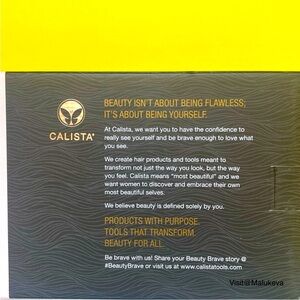 BEAUTY ISN'T ABOUT BEING FLAWLESS;
IT'S ABOUT BEING YOURSELF.
CALISTA
At Calista, we want you to have the confidence to
really see yourself and be brave enough to love what
you see.
We create hair products and tools meant to
transform not just the way you look, but the way
you feel. Calista means "most beautiful" and we
want women to discover and embrace their own
most beautiful selves.
We believe beauty is defined solely by you.
PRODUCTS WITH PURPOSE.
TOOLS THAT TRANSFORM.
BEAUTY FOR ALL.
Be brave with us! Share your Beauty Brave story @
#BeautyBrave or visit us at www.calistatools.com
Visit@Malukeva